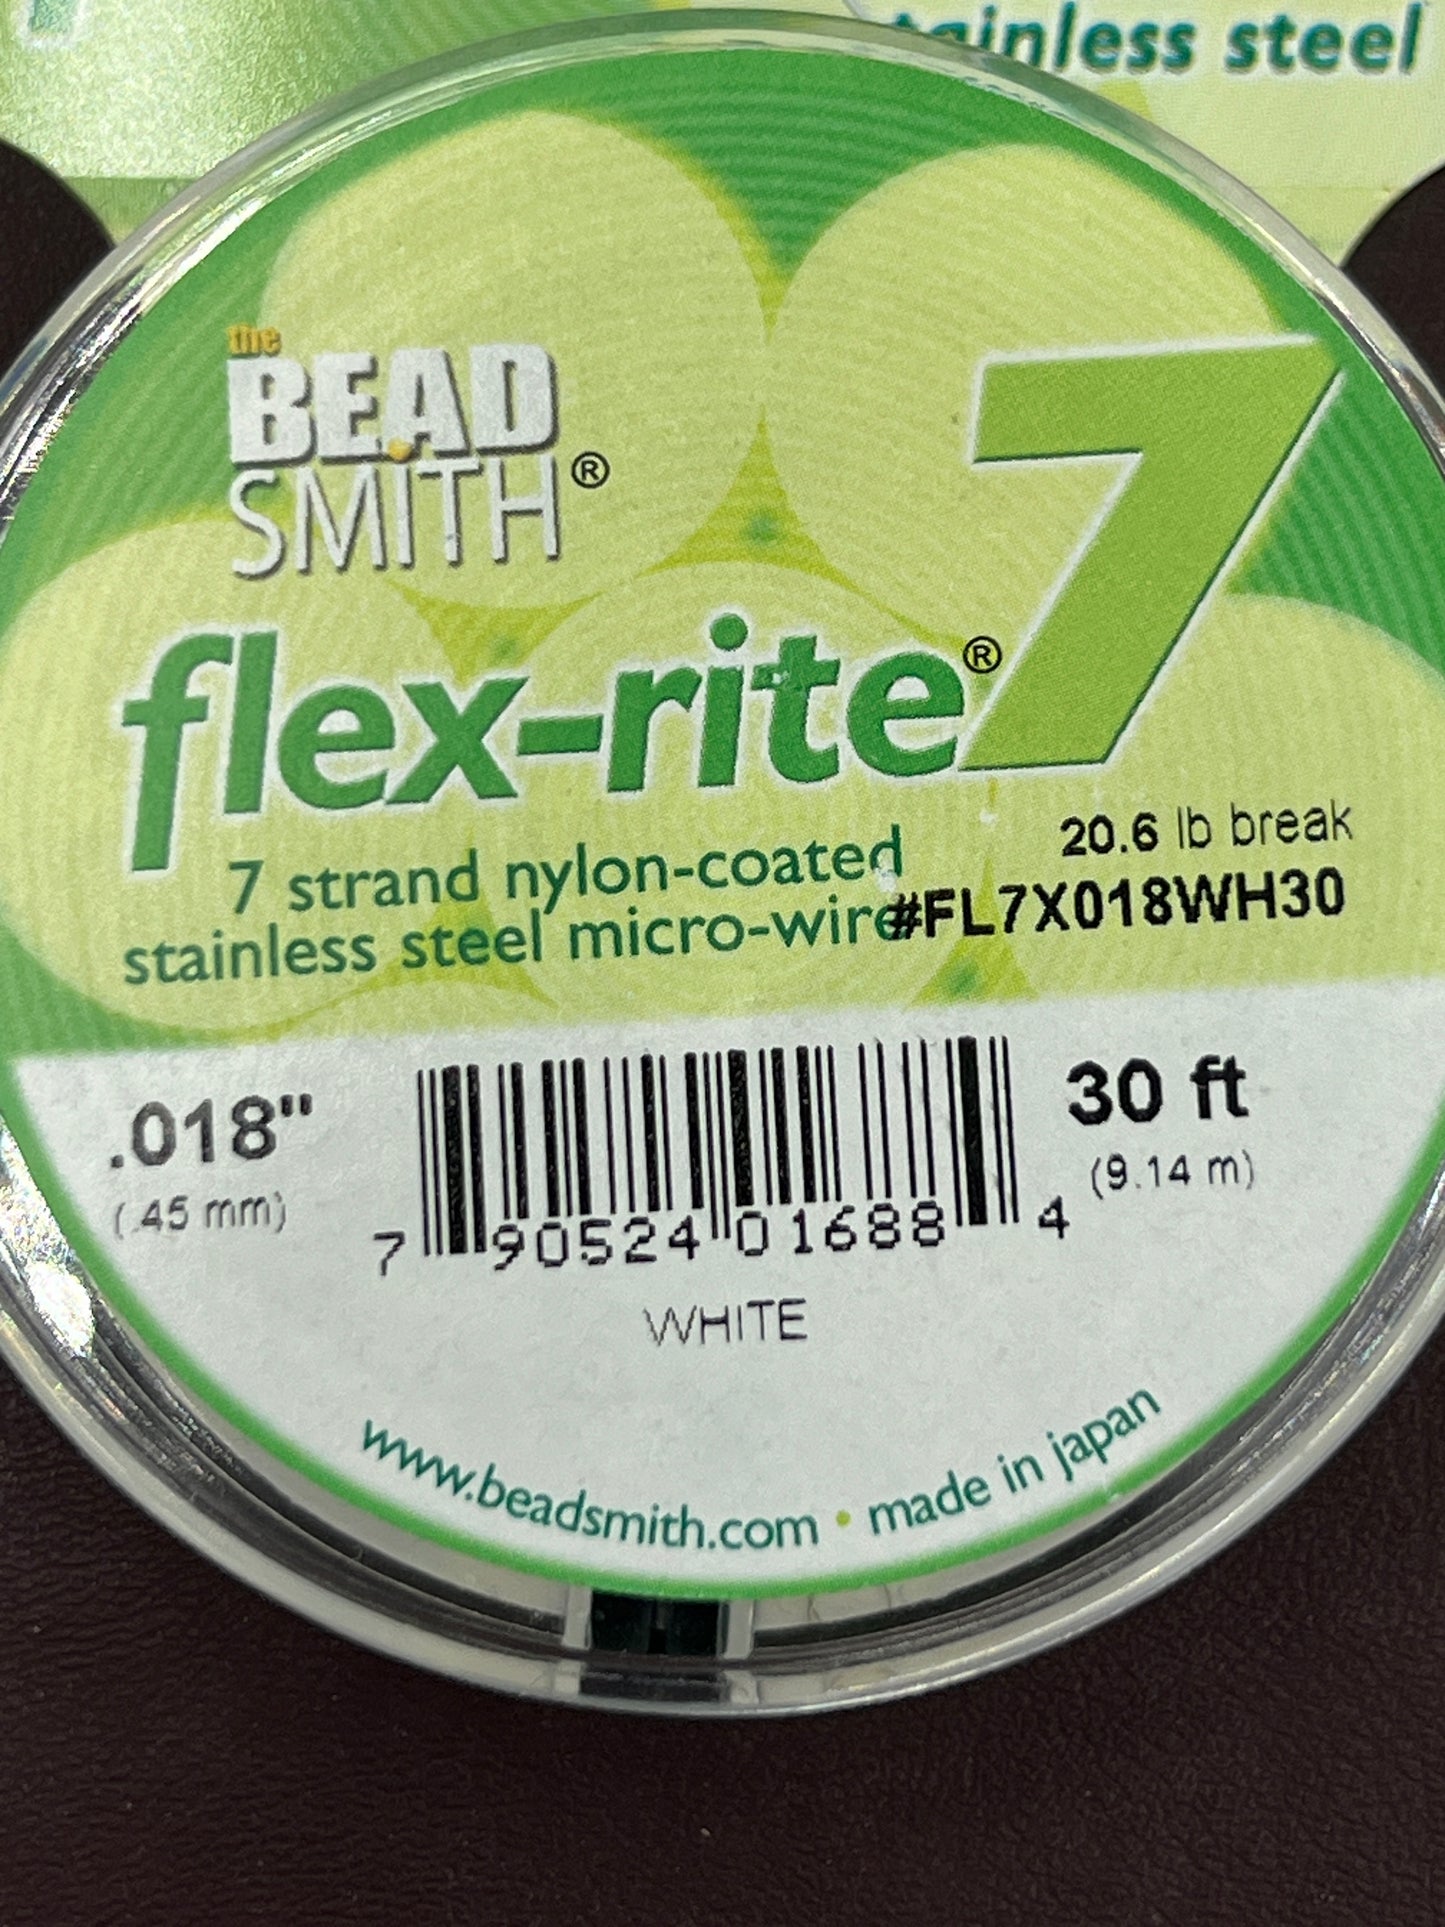 stainless steel
the
BEAD
SMITH®
flex-rite® 7
20.6 lb break
7 strand nylon-coated
#FL7X018WH30
stainless steel micro-wire
.018"
30 ft
(.45 mm)
(9.14 m)
7 90524 01688 4
WHITE
www.beadsmith.com • made in japan